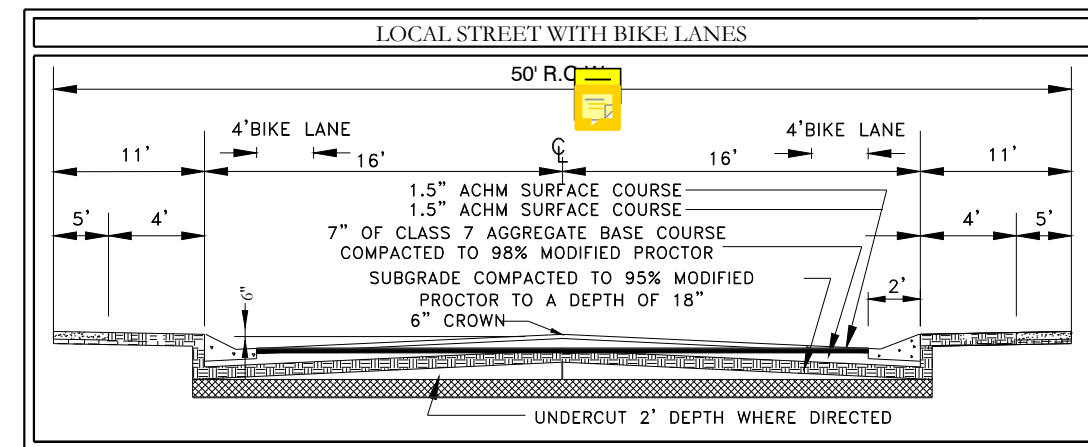 LOCAL STREET WITH BIKE LANES
50' R.O.W.
4'BIKE LANE
4'BIKE LANE
11'
16'
℄
16'
11'
1.5" ACHM SURFACE COURSE
1.5" ACHM SURFACE COURSE
5'
4'
4'
5'
7" OF CLASS 7 AGGREGATE BASE COURSE
COMPACTED TO 98% MODIFIED PROCTOR
SUBGRADE COMPACTED TO 95% MODIFIED
PROCTOR TO A DEPTH OF 18"
2'
6"
6" CROWN
UNDERCUT 2' DEPTH WHERE DIRECTED